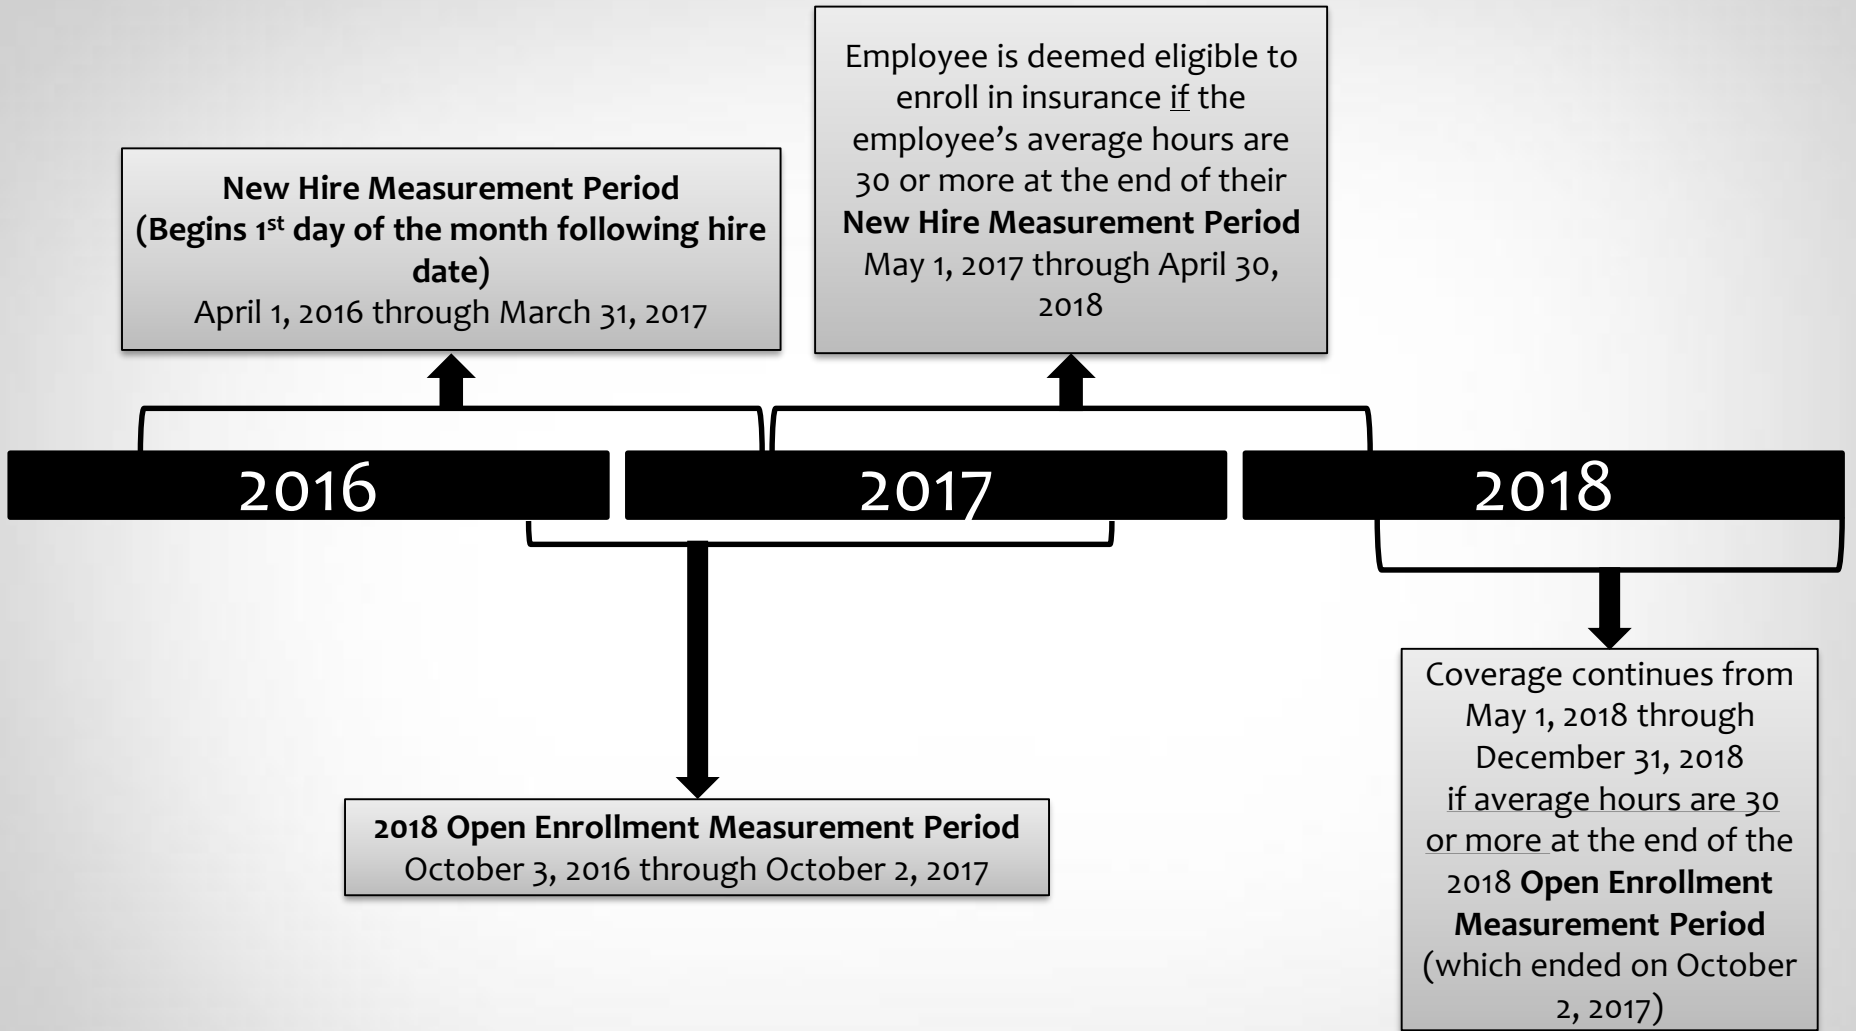 New Hire Measurement Period
(Begins 1st day of the month following hire
date)
April 1, 2016 through March 31, 2017
Employee is deemed eligible to
enroll in insurance if the
employee’s average hours are
30 or more at the end of their
New Hire Measurement Period
May 1, 2017 through April 30,
2018
2016
2017
2018
2018 Open Enrollment Measurement Period
October 3, 2016 through October 2, 2017
Coverage continues from
May 1, 2018 through
December 31, 2018
if average hours are 30
or more at the end of the
2018 Open Enrollment
Measurement Period
(which ended on October
2, 2017)